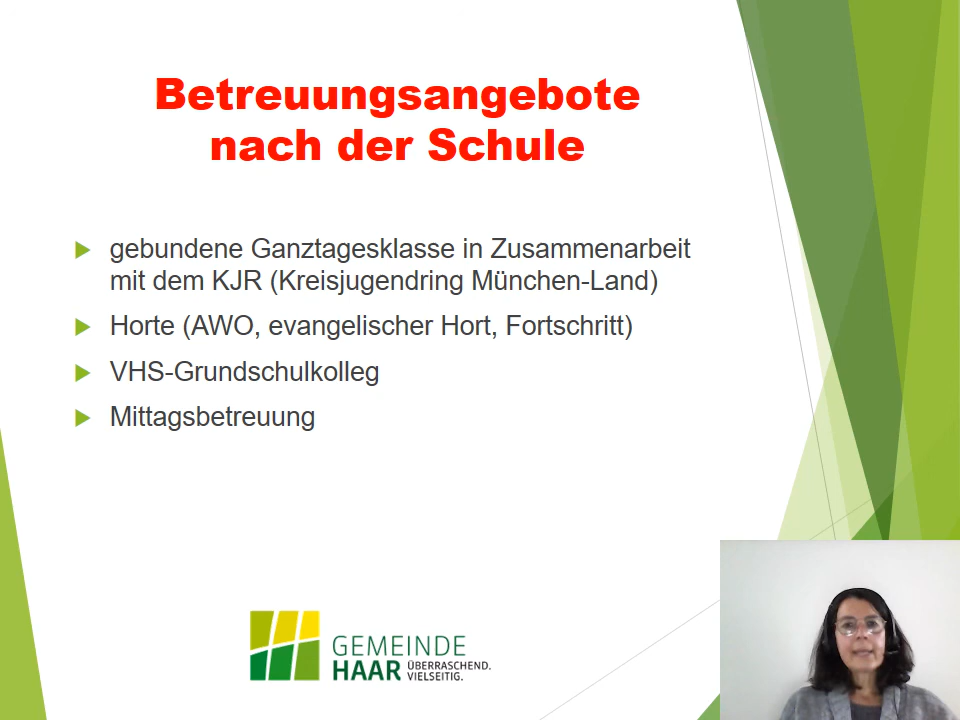 Betreuungsangebote
nach der Schule
gebundene Ganztagesklasse in Zusammenarbeit
mit dem KJR (Kreisjugendring München-Land)
Horte (AWO, evangelischer Hort, Fortschritt)
VHS-Grundschulkolleg
Mittagsbetreuung
GEMEINDE
HAAR ÜBERRASCHEND.
VIELSEITIG.